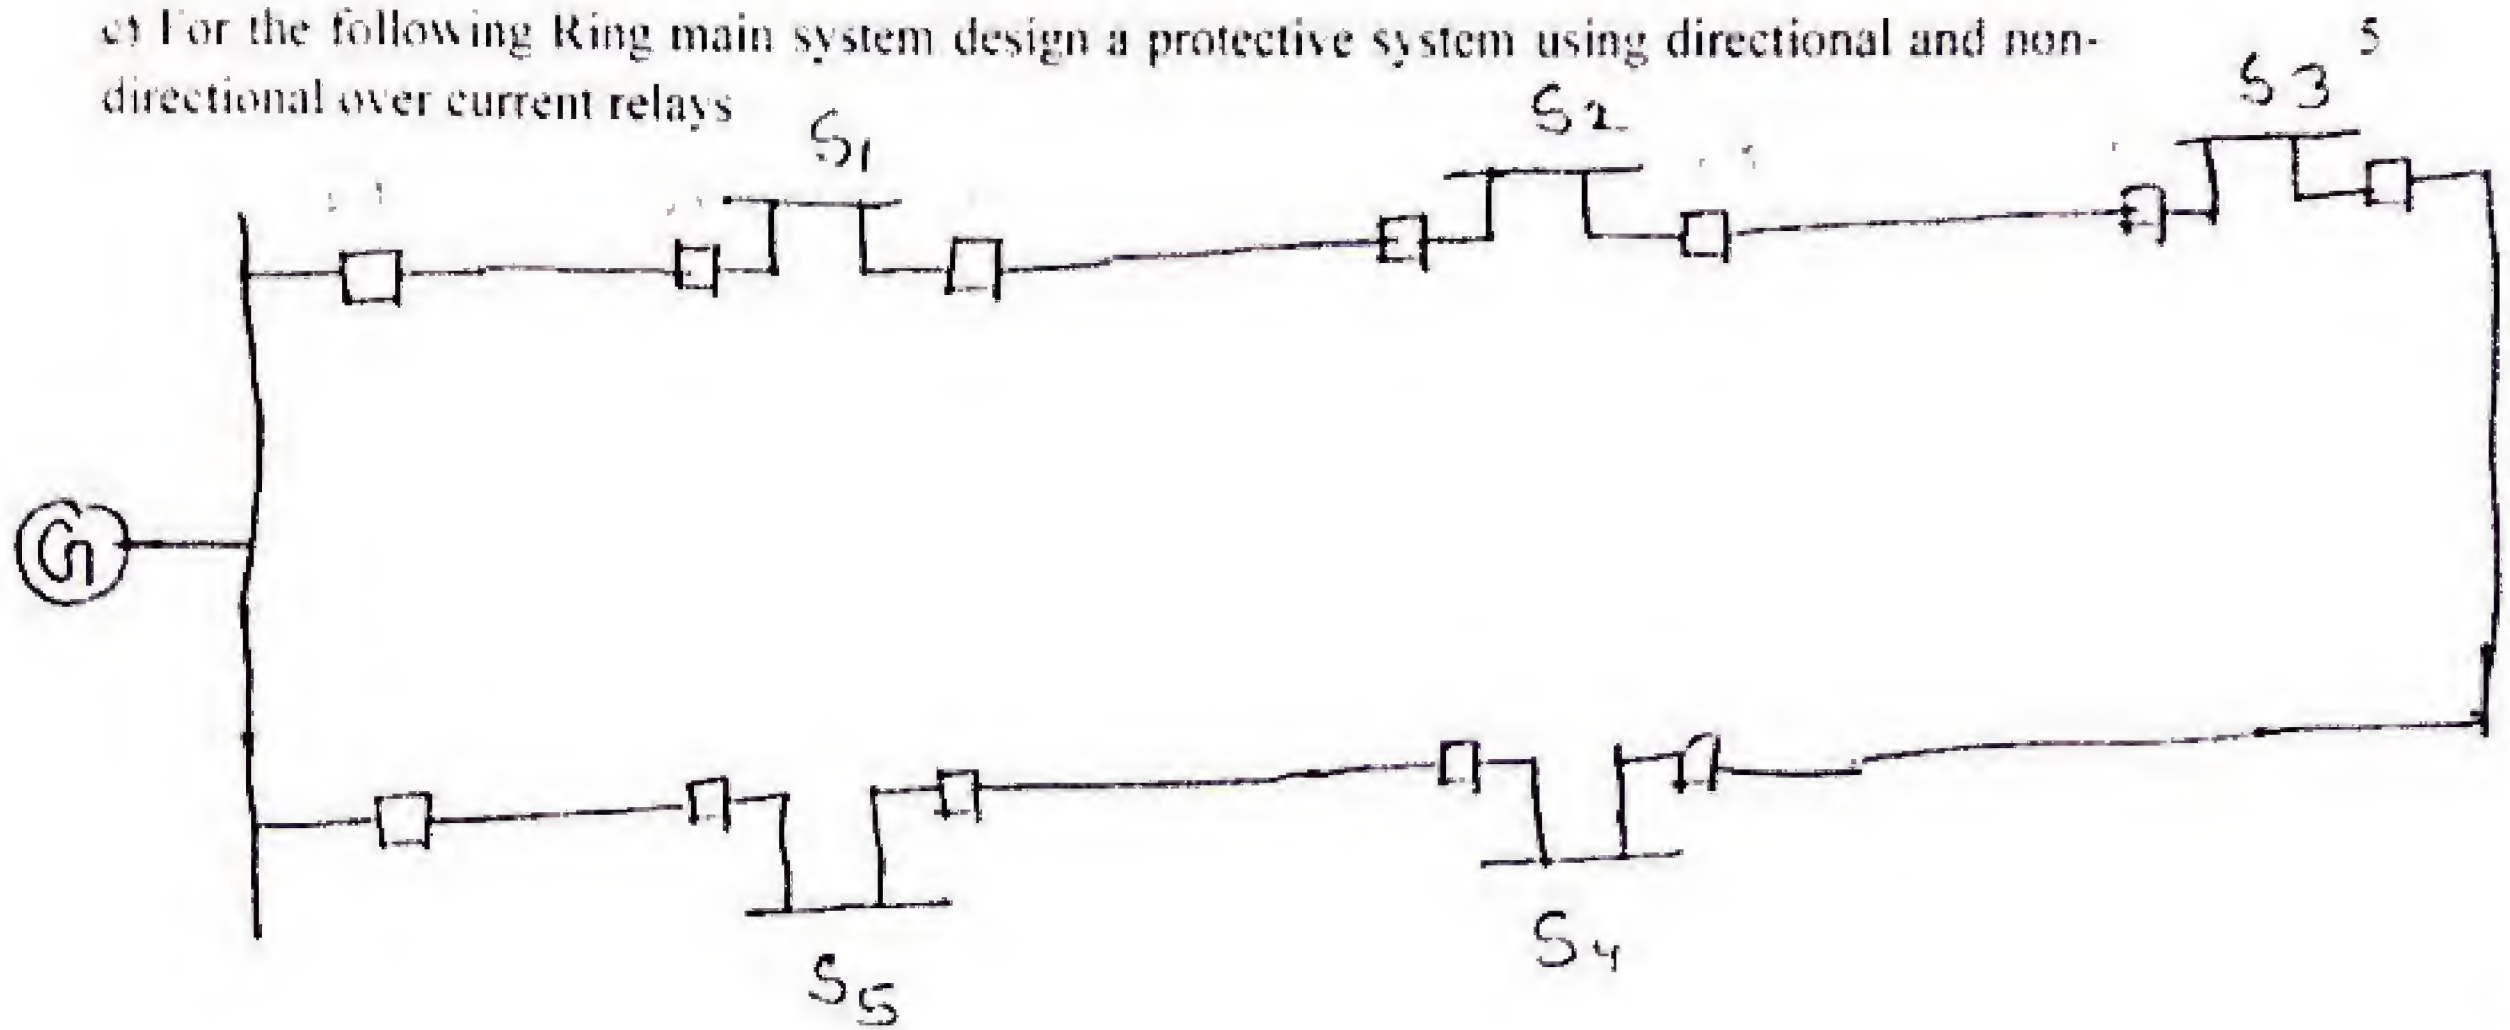 c) For the following Ring main system design a protective system using directional and non- 5
directional over current relays
S1
S2
S3
G
S5
S4